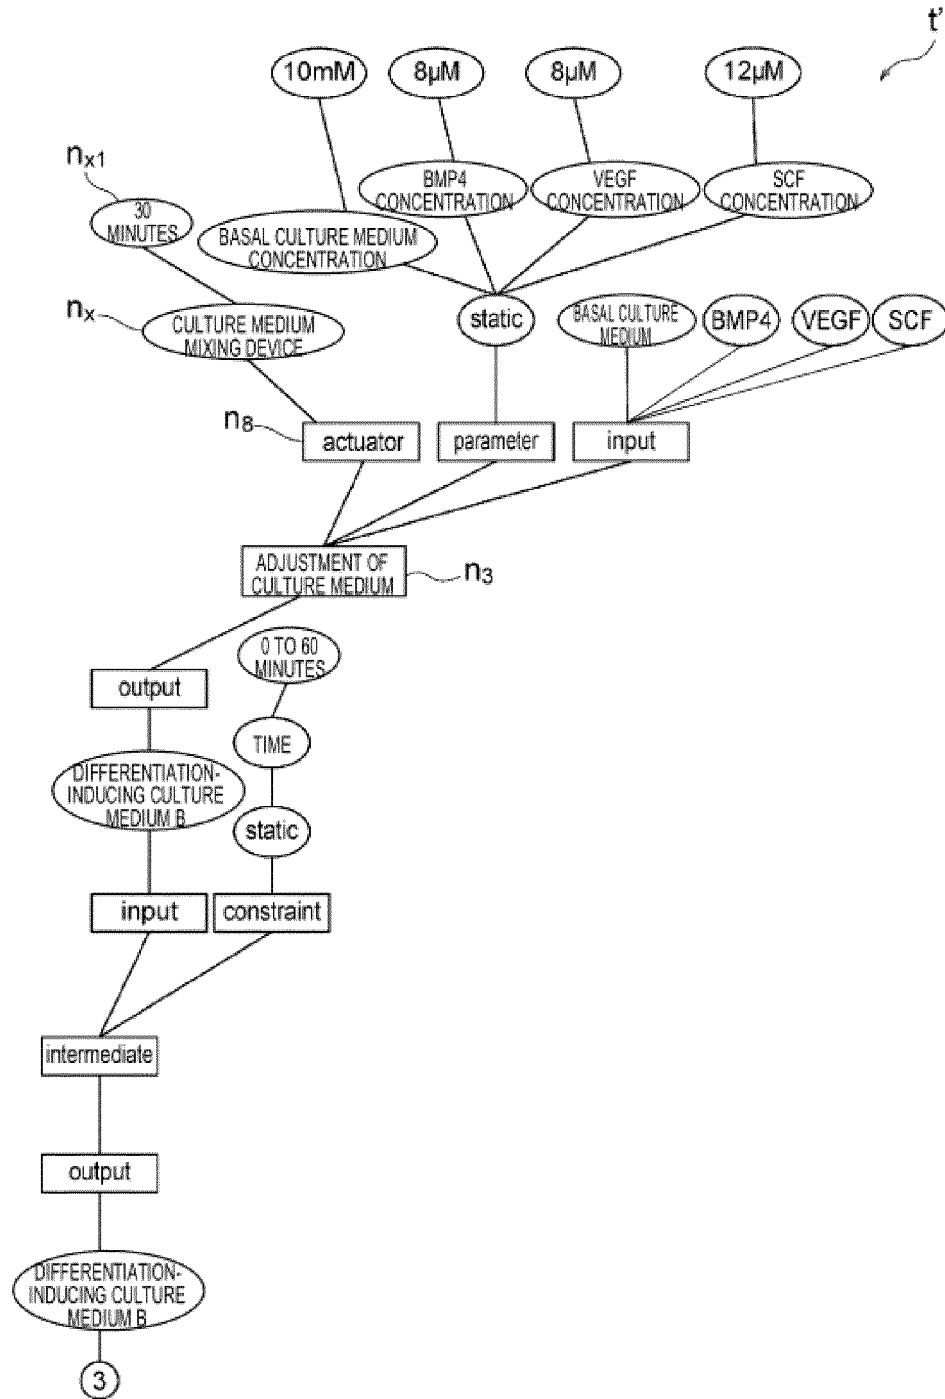 t'
10mM
8μM
8μM
12μM
nx1
30
MINUTES
BASAL CULTURE MEDIUM
CONCENTRATION
BMP4
CONCENTRATION
VEGF
CONCENTRATION
SCF
CONCENTRATION
nx
CULTURE MEDIUM
MIXING DEVICE
static
BASAL CULTURE
MEDIUM
BMP4
VEGF
SCF
n8
actuator
parameter
input
ADJUSTMENT OF
CULTURE MEDIUM
n3
0 TO 60
MINUTES
output
TIME
DIFFERENTIATION-
INDUCING CULTURE
MEDIUM B
static
input
constraint
intermediate
output
DIFFERENTIATION-
INDUCING CULTURE
MEDIUM B
3